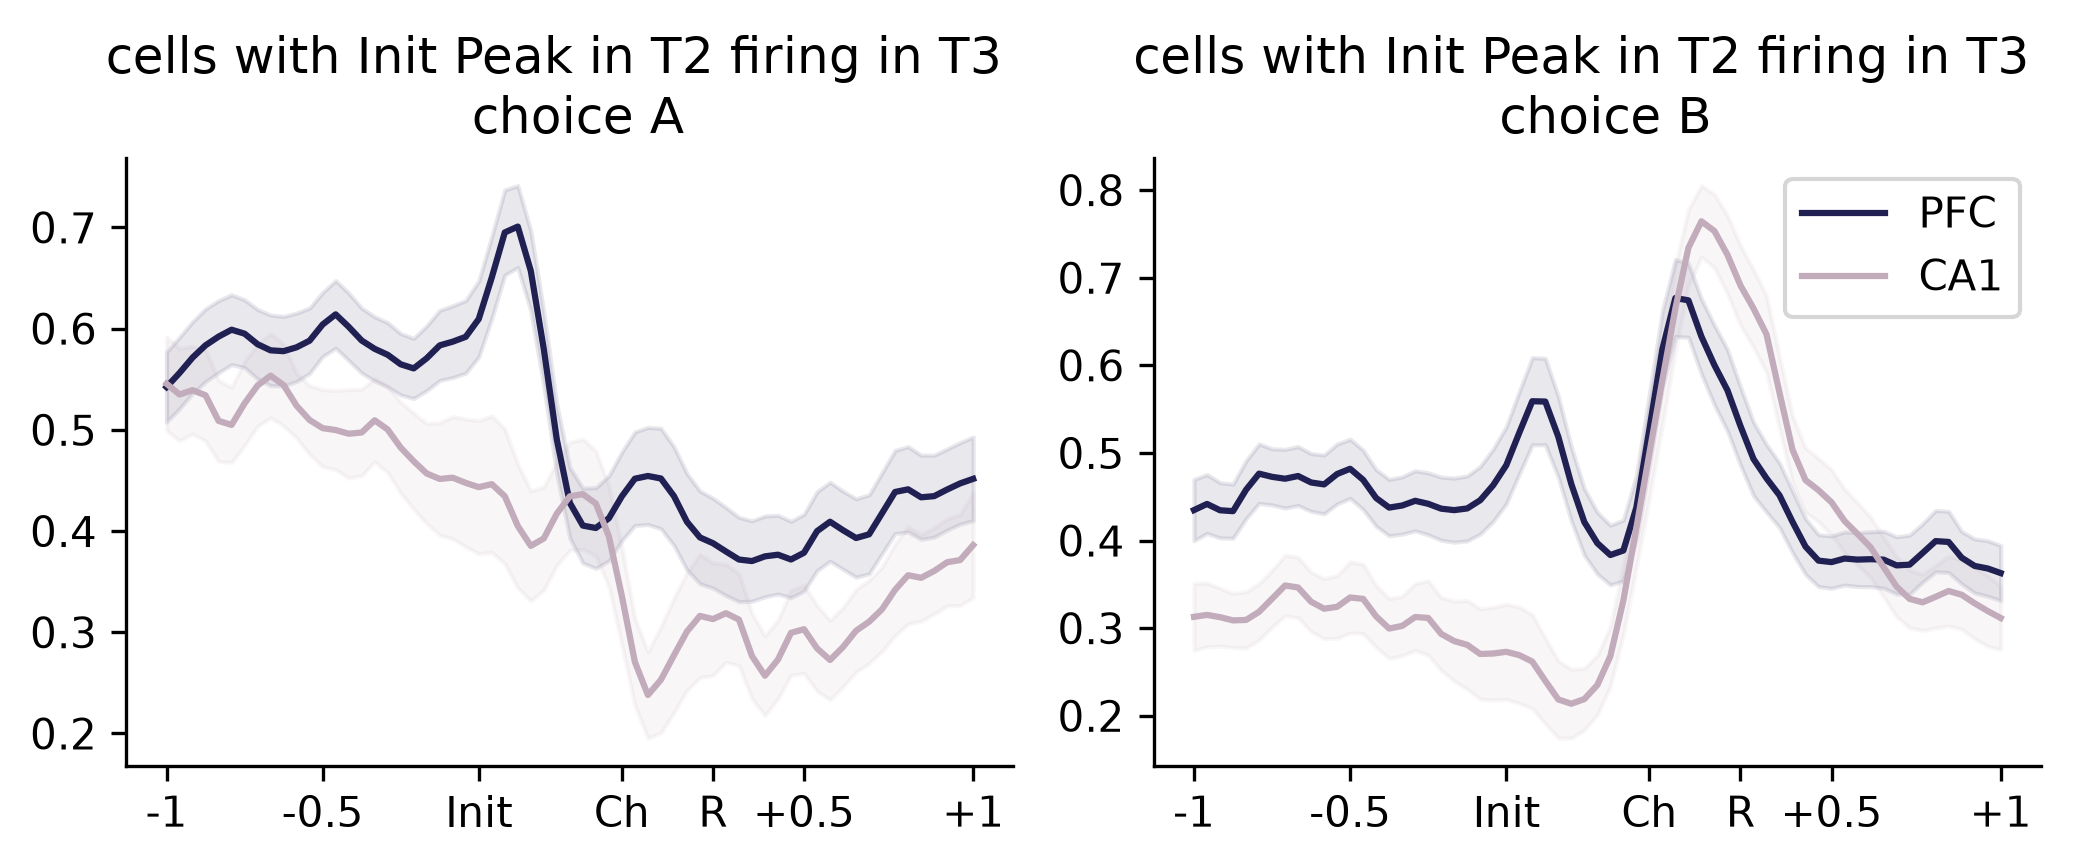 cells with Init Peak in T2 firing in T3
choice A
0.7
0.6
0.5
0.4
0.3
0.2
-1
-0.5
Init
Ch
R
+0.5
+1
cells with Init Peak in T2 firing in T3
choice B
0.8
0.7
0.6
0.5
0.4
0.3
0.2
PFC
CA1
-1
-0.5
Init
Ch
R
+0.5
+1